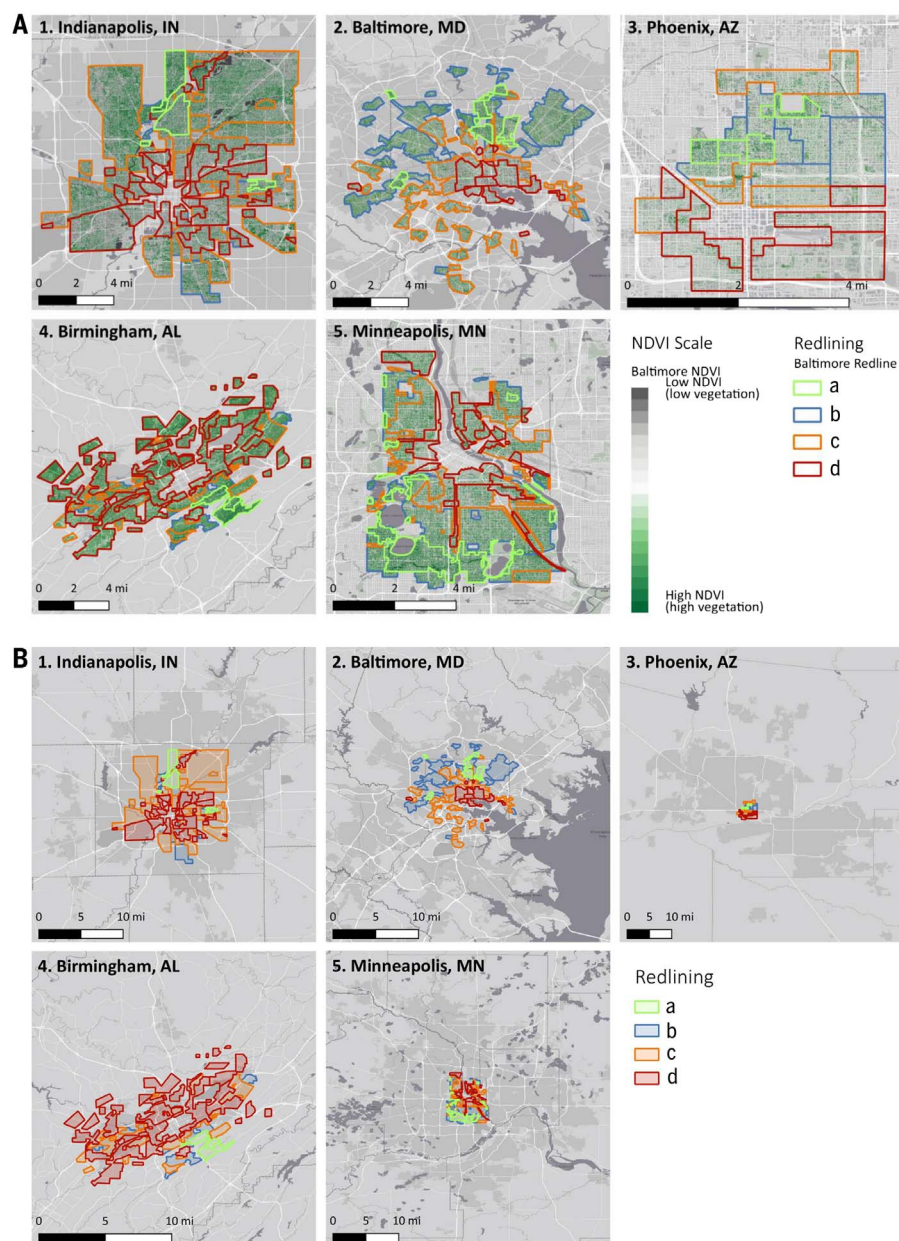 A
1. Indianapolis, IN
2. Baltimore, MD
3. Phoenix, AZ
0 2 4 mi
0 2 4 mi
0 2 4 mi
4. Birmingham, AL
5. Minneapolis, MN
0 2 4 mi
0 2 4 mi
NDVI Scale
Baltimore NDVI
Low NDVI
(low vegetation)
High NDVI
(high vegetation)
Redlining
Baltimore Redline
a
b
c
d
B
1. Indianapolis, IN
2. Baltimore, MD
3. Phoenix, AZ
0 5 10 mi
0 5 10 mi
0 5 10 mi
4. Birmingham, AL
5. Minneapolis, MN
0 5 10 mi
0 5 10 mi
Redlining
a
b
c
d